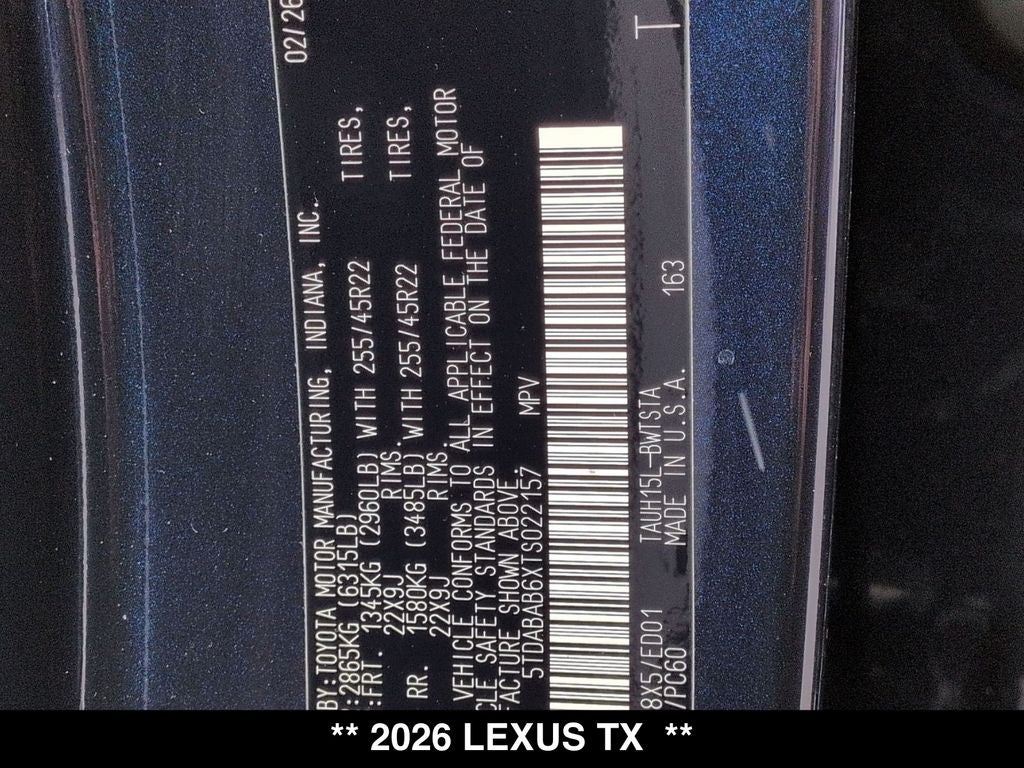 BY:TOYOTA MOTOR MANUFACTURING, INDIANA, INC. 02/26
:2865KG (6315LB)
:FRT. 1345KG (2960LB) WITH 255/45R22 TIRES,
22X9J RIMS.
RR. 1580KG (3485LB) WITH 255/45R22 TIRES,
22X9J RIMS.
VEHICLE CONFORMS TO ALL APPLICABLE FEDERAL MOTOR
CLE SAFETY STANDARDS IN EFFECT ON THE DATE OF
FACTURE SHOWN ABOVE.
5TDABAB6XTS022157 MPV
8X5/ED01 TAUH15L-BWTSTA 163 T
/PC60 MADE IN U.S.A.
** 2026 LEXUS TX **